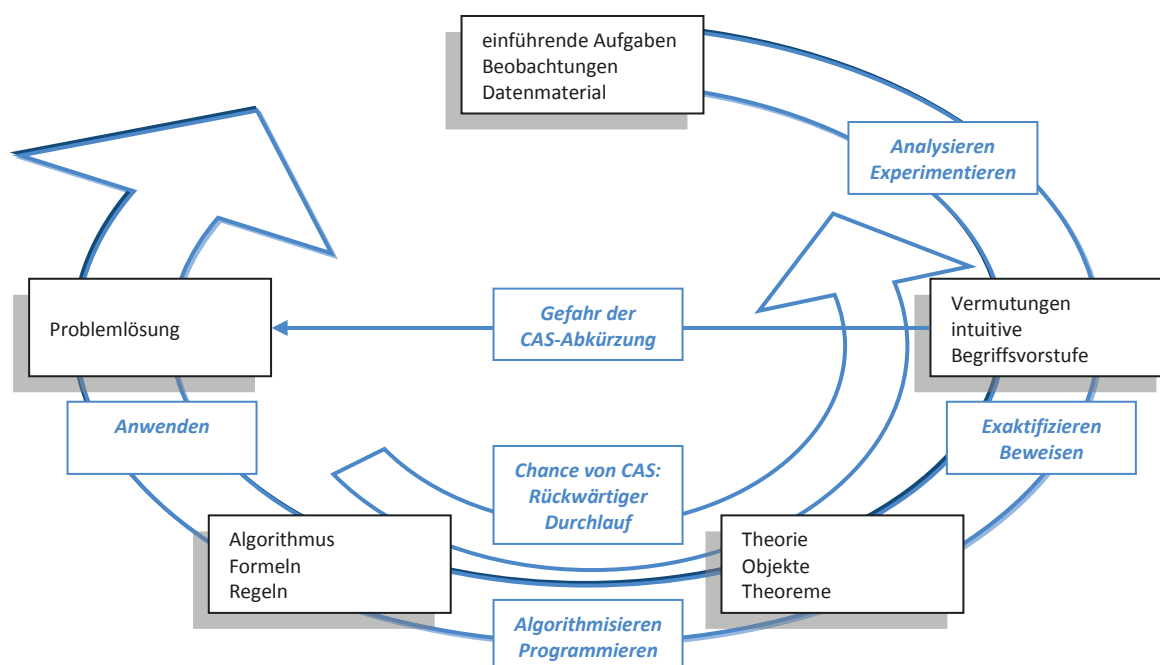 einführende Aufgaben
Beobachtungen
Datenmaterial
Analysieren
Experimentieren
Problemlösung
Gefahr der
CAS-Abkürzung
Vermutungen
intuitive
Begriffsvorstufe
Anwenden
Exaktifizieren
Beweisen
Chance von CAS:
Rückwärtiger
Durchlauf
Algorithmus
Formeln
Regeln
Theorie
Objekte
Theoreme
Algorithmisieren
Programmieren